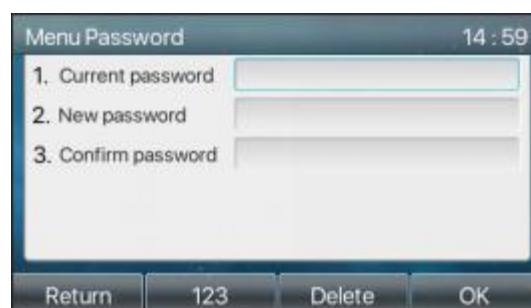 Menu Password 14 : 59
1. Current password
2. New password
3. Confirm password
Return 123 Delete OK